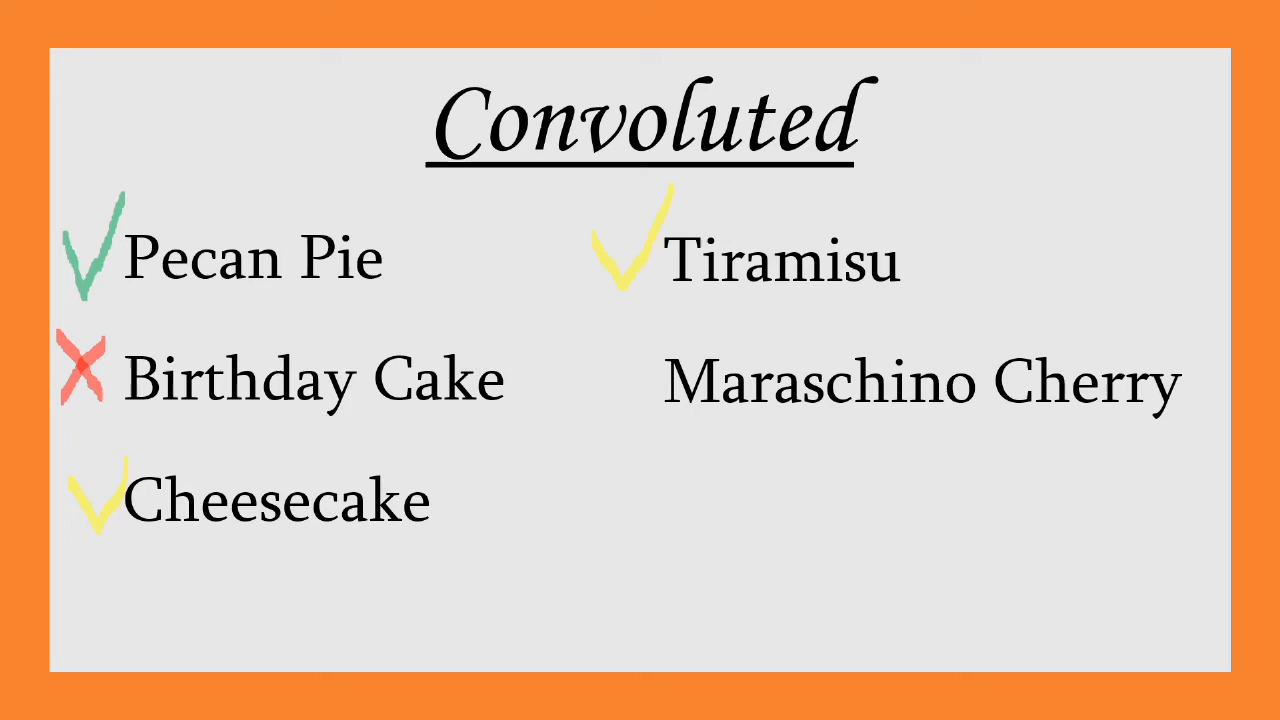 Convoluted
Pecan Pie
Birthday Cake
Cheesecake
Tiramisu
Maraschino Cherry